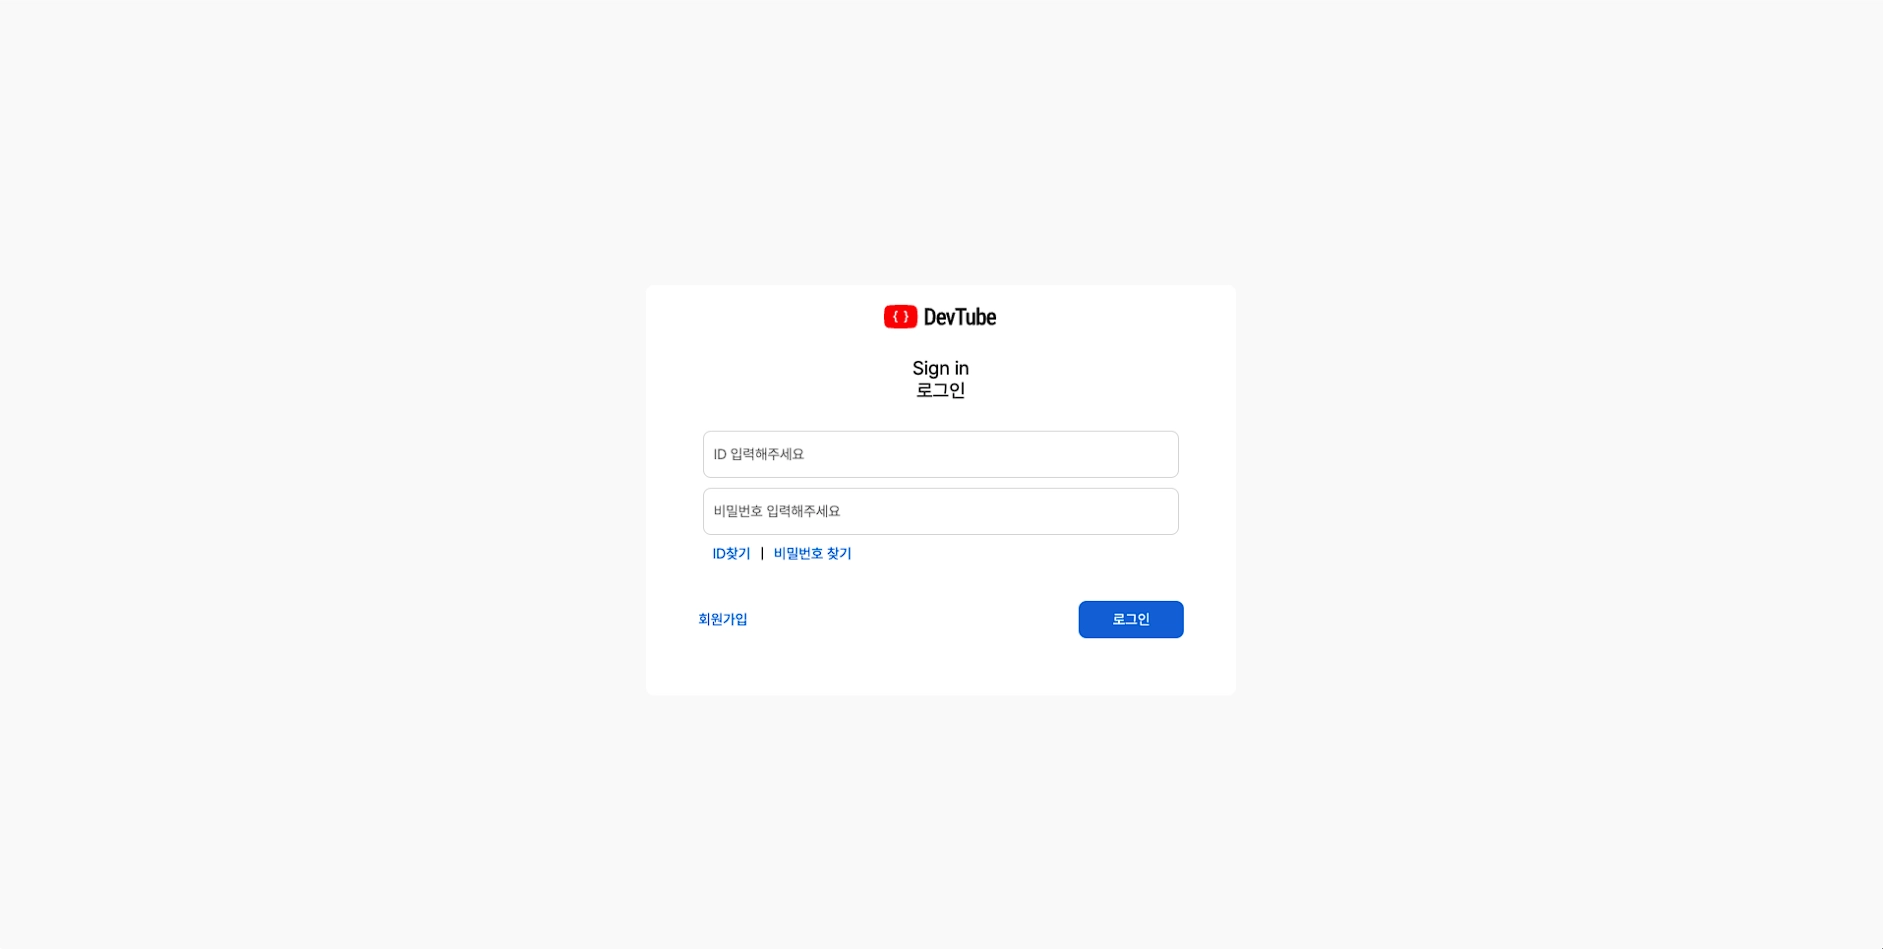 { } DevTube
Sign in
로그인
ID 입력해주세요
비밀번호 입력해주세요
ID찾기 | 비밀번호 찾기
회원가입 로그인